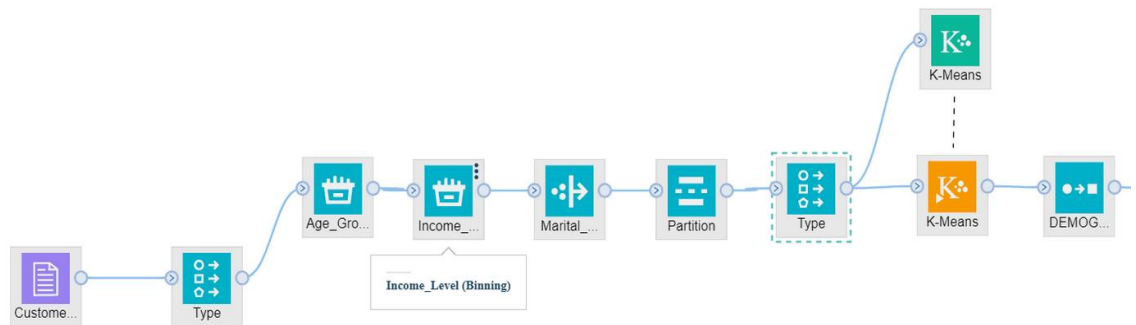 K-Means
Age_Gro...
Income_...
Marital_...
Partition
Type
K-Means
DEMOG...
Income_Level (Binning)
Custome...
Type